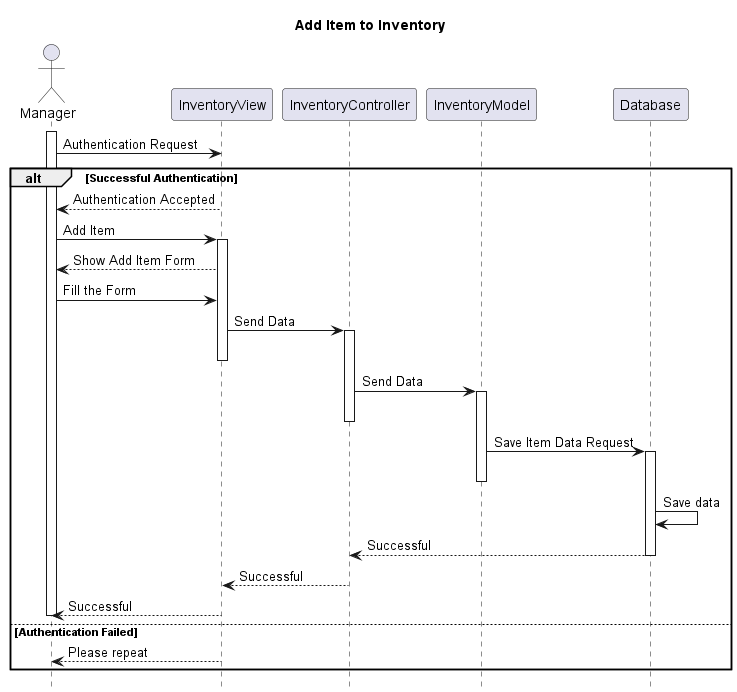 Add Item to Inventory
Manager
InventoryView
InventoryController
InventoryModel
Database
Authentication Request
alt
[Successful Authentication]
Authentication Accepted
Add Item
Show Add Item Form
Fill the Form
Send Data
Send Data
Save Item Data Request
Save data
Successful
Successful
Successful
[Authentication Failed]
Please repeat